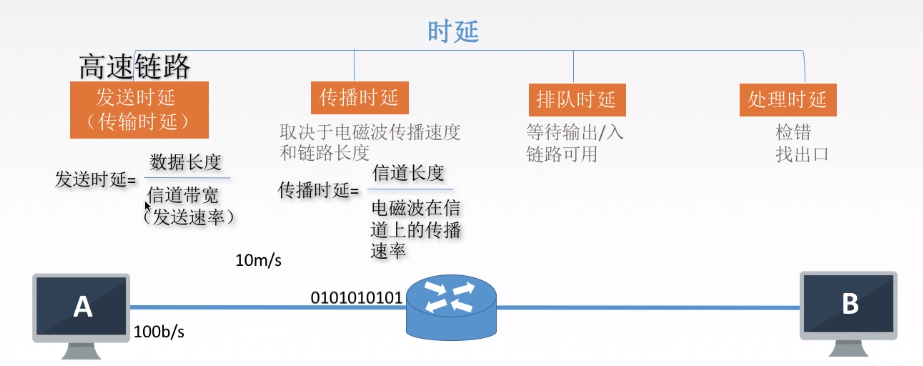 时延
高速链路
发送时延
（传输时延）
传播时延
排队时延
处理时延
取决于电磁波传播速度
和链路长度
等待输出/入
链路可用
检错
找出口
发送时延=
数据长度
信道带宽
（发送速率）
传播时延=
信道长度
电磁波在信
道上的传播
速率
10m/s
0101010101
A
B
100b/s